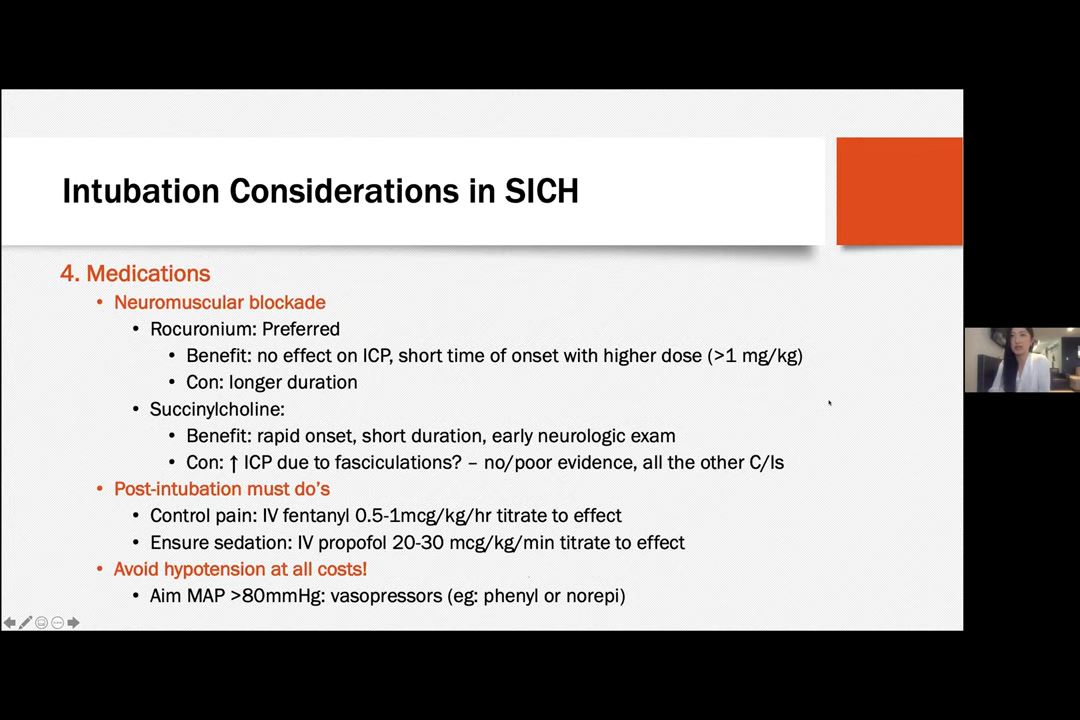 Intubation Considerations in SICH
4. Medications
• Neuromuscular blockade
• Rocuronium: Preferred
• Benefit: no effect on ICP, short time of onset with higher dose (>1 mg/kg)
• Con: longer duration
• Succinylcholine:
• Benefit: rapid onset, short duration, early neurologic exam
• Con: ↑ ICP due to fasciculations? – no/poor evidence, all the other C/Is
• Post-intubation must do's
• Control pain: IV fentanyl 0.5-1mcg/kg/hr titrate to effect
• Ensure sedation: IV propofol 20-30 mcg/kg/min titrate to effect
• Avoid hypotension at all costs!
• Aim MAP >80mmHg: vasopressors (eg: phenyl or norepi)